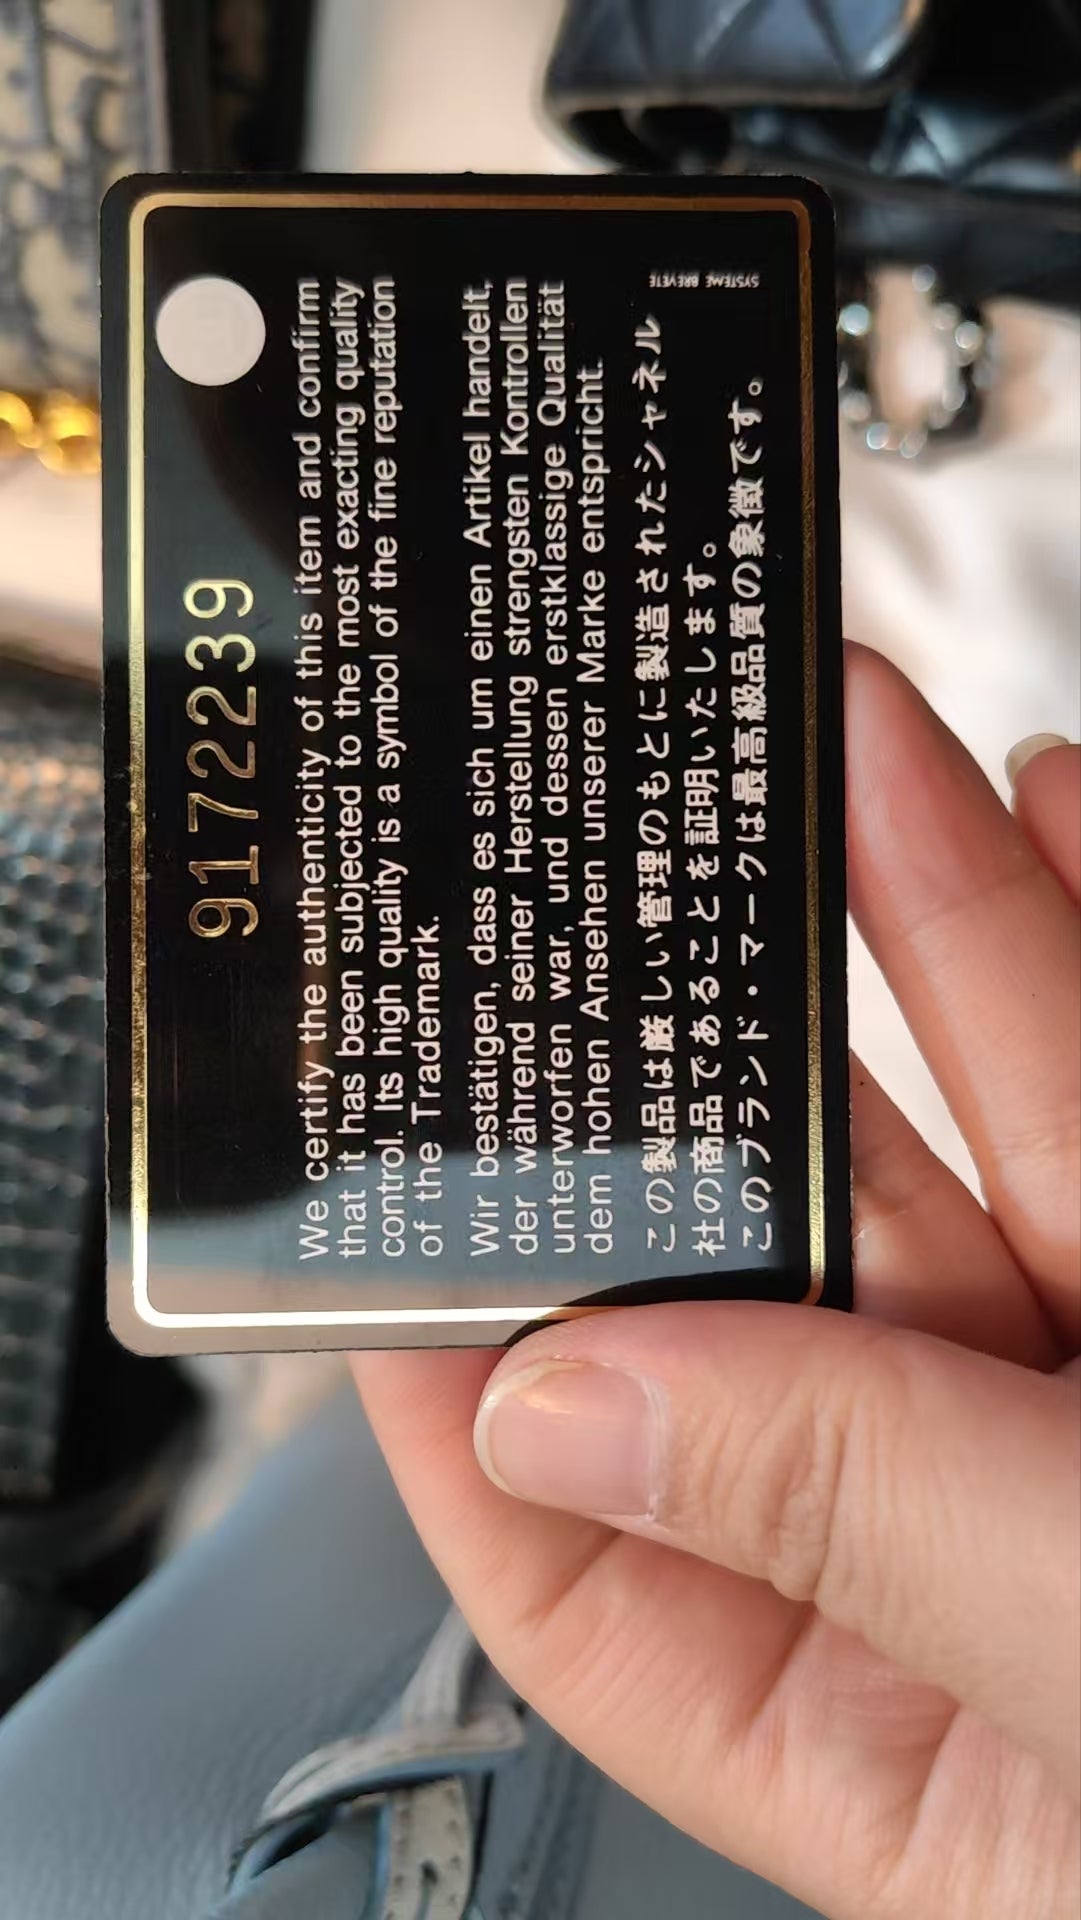 9172239
We certify the authenticity of this item and confirm
that it has been subjected to the most exacting quality
control. Its high quality is a symbol of the fine reputation
of the Trademark.
Wir bestätigen, dass es sich um einen Artikel handelt,
der während seiner Herstellung strengsten Kontrollen
unterworfen war, und dessen erstklassige Qualität
dem hohen Ansehen unserer Marke entspricht.
この製品は厳しい管理のもとに製造されたシャネル
社の商品であることを証明いたします。
このブランド・マークは最高級品質の象徴です。
SYSTEME BREVETE